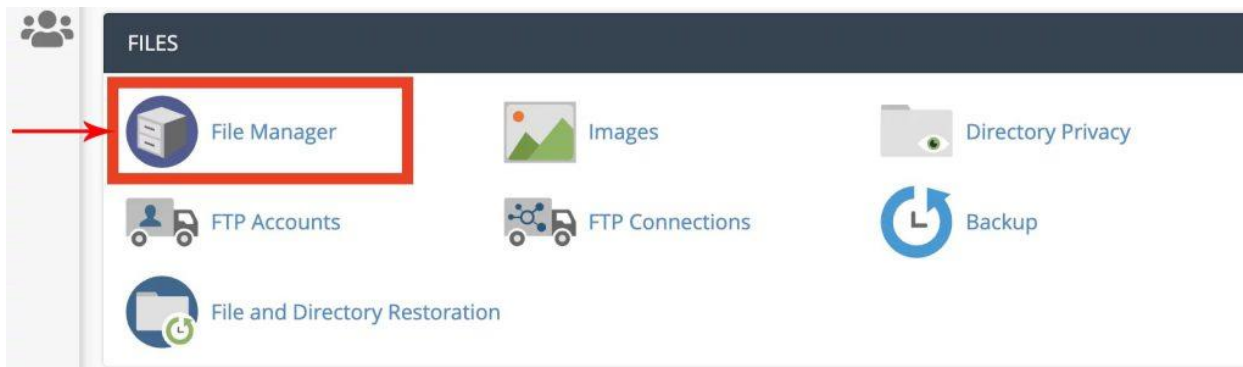 FILES
File Manager
Images
Directory Privacy
FTP Accounts
FTP Connections
Backup
File and Directory Restoration